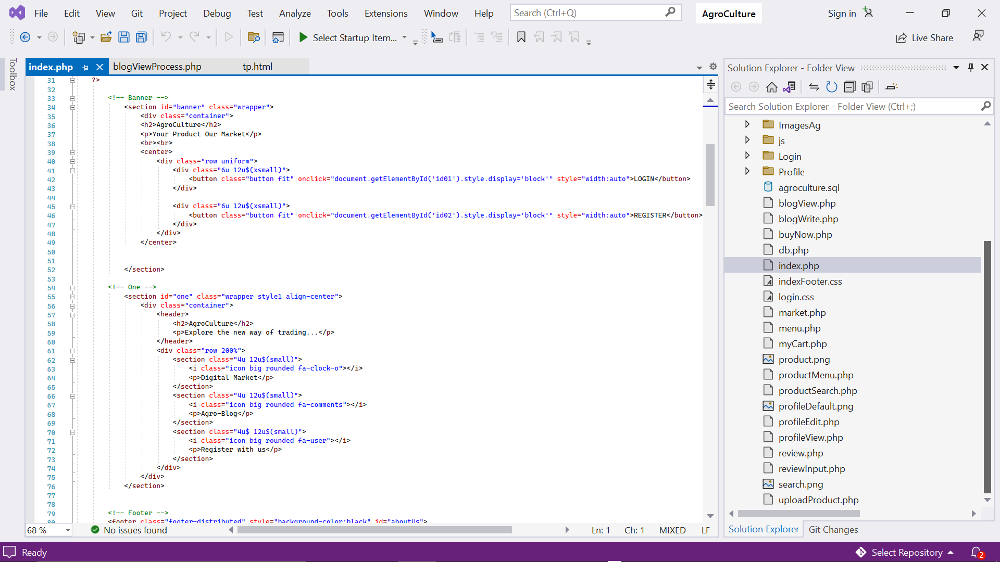 File Edit View Git Project Debug Test Analyze Tools Extensions Window Help Search (Ctrl+Q) AgroCulture Sign in
Select Startup Item... Live Share
Toolbox
index.php blogViewProcess.php tp.html
31 ?>
32
33 <!-- Banner -->
34 <section id="banner" class="wrapper">
35 <div class="container">
36 <h2>AgroCulture</h2>
37 <p>Your Product Our Market</p>
38 <br><br>
39 <center>
40 <div class="row uniform">
41 <div class="6u 12u$(xsmall)">
42 <button class="button fit" onclick="document.getElementById('id01').style.display='block'" style="width:auto">LOGIN</button>
43 </div>
44
45 <div class="6u 12u$(xsmall)">
46 <button class="button fit" onclick="document.getElementById('id02').style.display='block'" style="width:auto">REGISTER</button>
47 </div>
48 </div>
49 </center>
50
51
52 </section>
53
54 <!-- One -->
55 <section id="one" class="wrapper style1 align-center">
56 <div class="container">
57 <header>
58 <h2>AgroCulture</h2>
59 <p>Explore the new way of trading...</p>
60 </header>
61 <div class="row 200%">
62 <section class="4u 12u$(small)">
63 <i class="icon big rounded fa-clock-o"></i>
64 <p>Digital Market</p>
65 </section>
66 <section class="4u 12u$(small)">
67 <i class="icon big rounded fa-comments"></i>
68 <p>Agro-Blog</p>
69 </section>
70 <section class="4u$ 12u$(small)">
71 <i class="icon big rounded fa-user"></i>
72 <p>Register with us</p>
73 </section>
74 </div>
75 </div>
76 </section>
77
78
79 <!-- Footer -->
80 <footer class="footer-distributed" style="background-color:black" id="aboutUs">
68 % No issues found Ln: 1 Ch: 1 MIXED LF
Solution Explorer - Folder View
Search Solution Explorer - Folder View (Ctrl+;)
ImagesAg
js
Login
Profile
agroculture.sql
blogView.php
blogWrite.php
buyNow.php
db.php
index.php
indexFooter.css
login.css
market.php
menu.php
myCart.php
product.png
productMenu.php
productSearch.php
profileDefault.png
profileEdit.php
profileView.php
review.php
reviewInput.php
search.png
uploadProduct.php
Solution Explorer Git Changes
Ready Select Repository 2